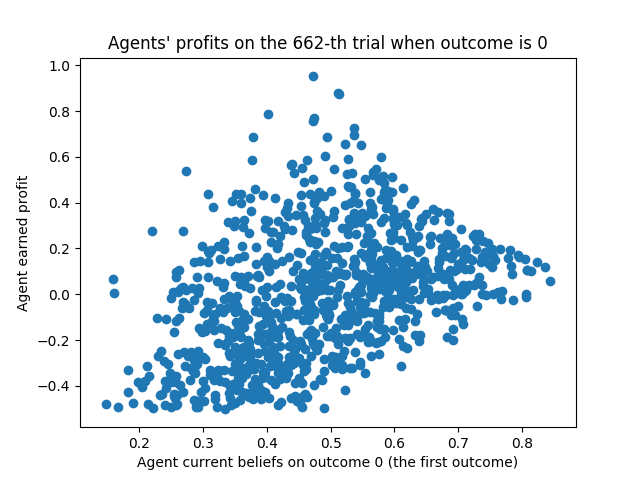 Agents' profits on the 662-th trial when outcome is 0
1.0
0.8
0.6
0.4
0.2
0.0
−0.2
−0.4
Agent earned profit
0.2 0.3 0.4 0.5 0.6 0.7 0.8
Agent current beliefs on outcome 0 (the first outcome)